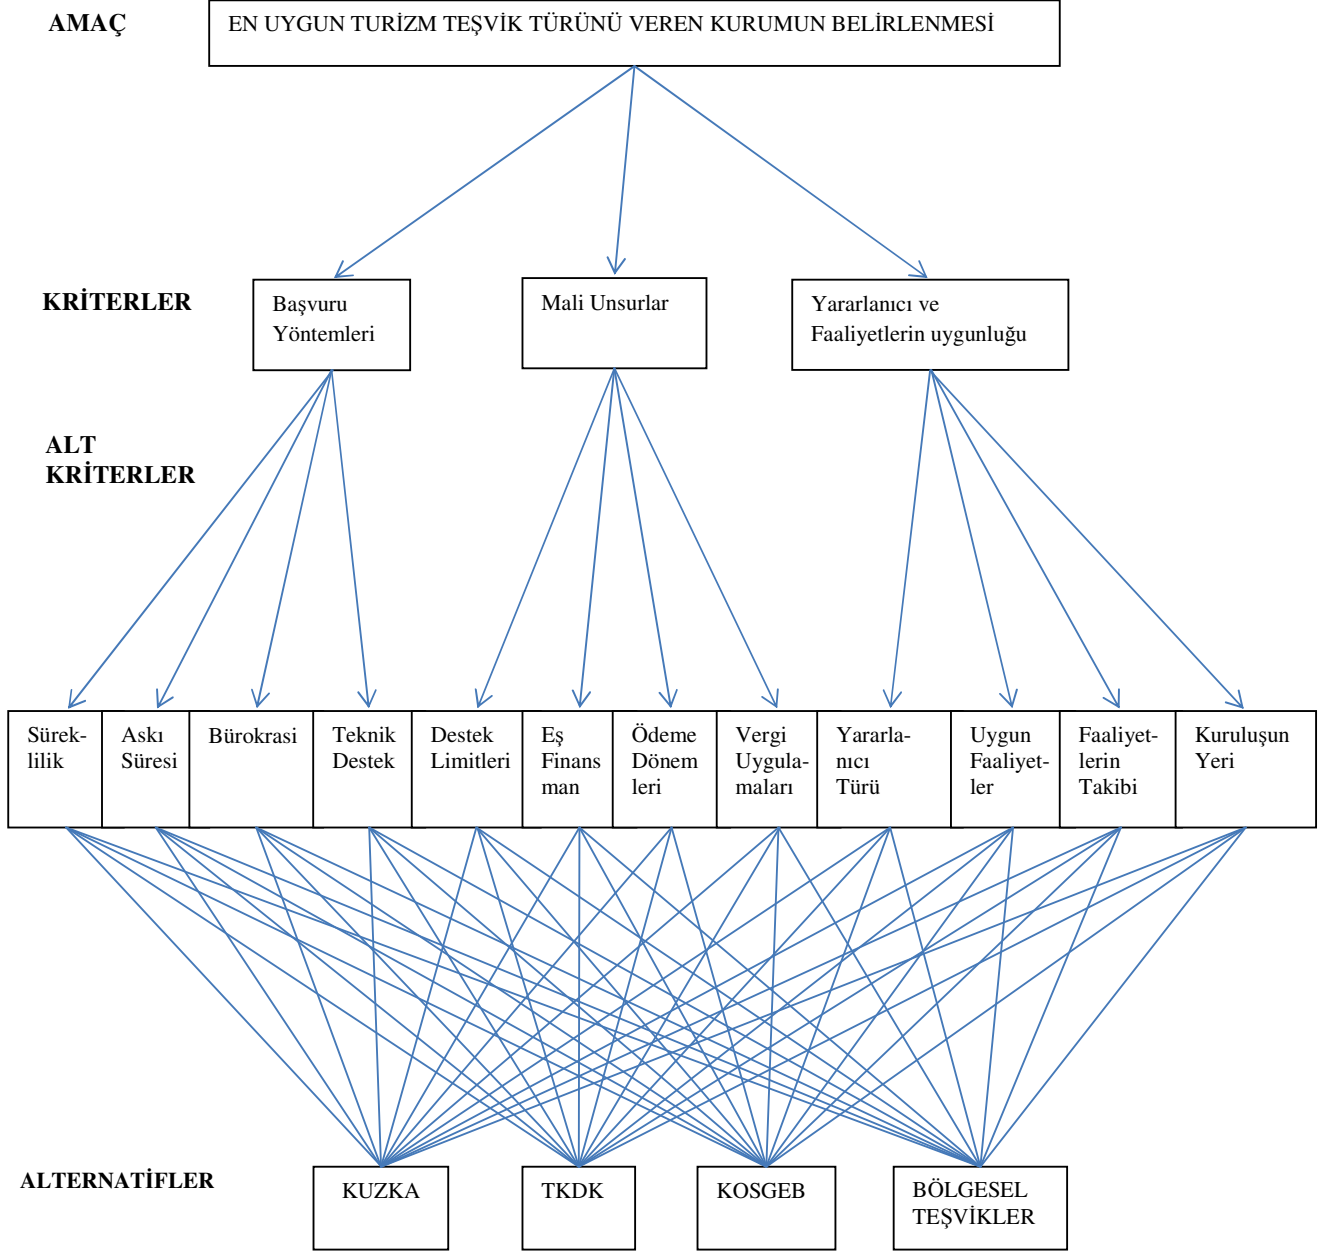 AMAÇ
EN UYGUN TURİZM TEŞVİK TÜRÜNÜ VEREN KURUMUN BELİRLENMESİ
KRİTERLER
Başvuru
Yöntemleri
Mali Unsurlar
Yararlanıcı ve
Faaliyetlerin uygunluğu
ALT
KRİTERLER
Sürek-
lilik
Askı
Süresi
Bürokrasi
Teknik
Destek
Destek
Limitleri
Eş
Finans
man
Ödeme
Dönem
leri
Vergi
Uygula-
maları
Yararla-
nıcı
Türü
Uygun
Faaliyet-
ler
Faaliyet-
lerin
Takibi
Kuruluşun
Yeri
ALTERNATİFLER
KUZKA
TKDK
KOSGEB
BÖLGESEL
TEŞVİKLER